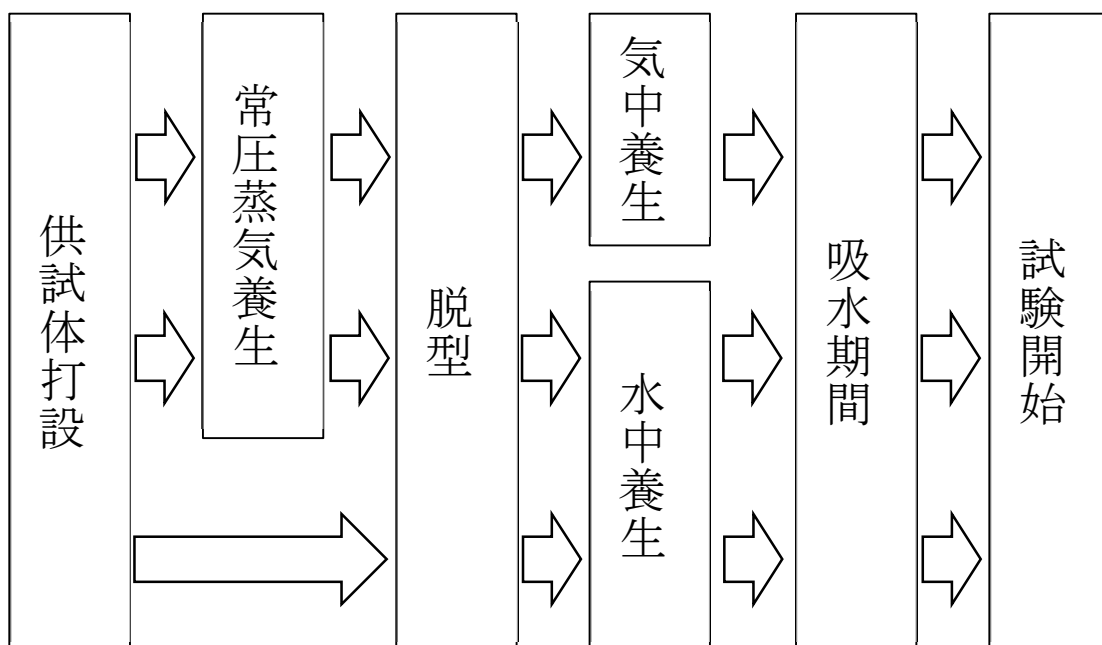 供試体打設
常圧蒸気養生
脱型
気中養生
水中養生
吸水期間
試験開始